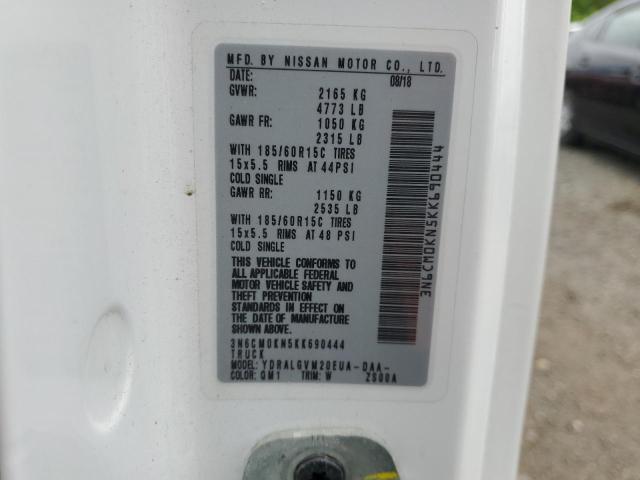 MFD. BY NISSAN MOTOR CO., LTD.
DATE: 08/18
GVWR: 2165 KG
4773 LB
GAWR FR: 1050 KG
2315 LB
WITH 185/60R15C TIRES
15x5.5 RIMS AT 44PSI
COLD SINGLE
GAWR RR: 1150 KG
2535 LB
WITH 185/60R15C TIRES
15x5.5 RIMS AT 48 PSI
COLD SINGLE
THIS VEHICLE CONFORMS TO
ALL APPLICABLE FEDERAL
MOTOR VEHICLE SAFETY AND
THEFT PREVENTION
STANDARDS IN EFFECT ON
THE DATE OF MANUFACTURE
SHOWN ABOVE.
3N6CM0KN5KK690444
TRUCK
MODEL: YDRALGVM20EUA-DAA-
COLOR: QM1 TRIM: W ZS00A
3N6CM0KN5KK690444